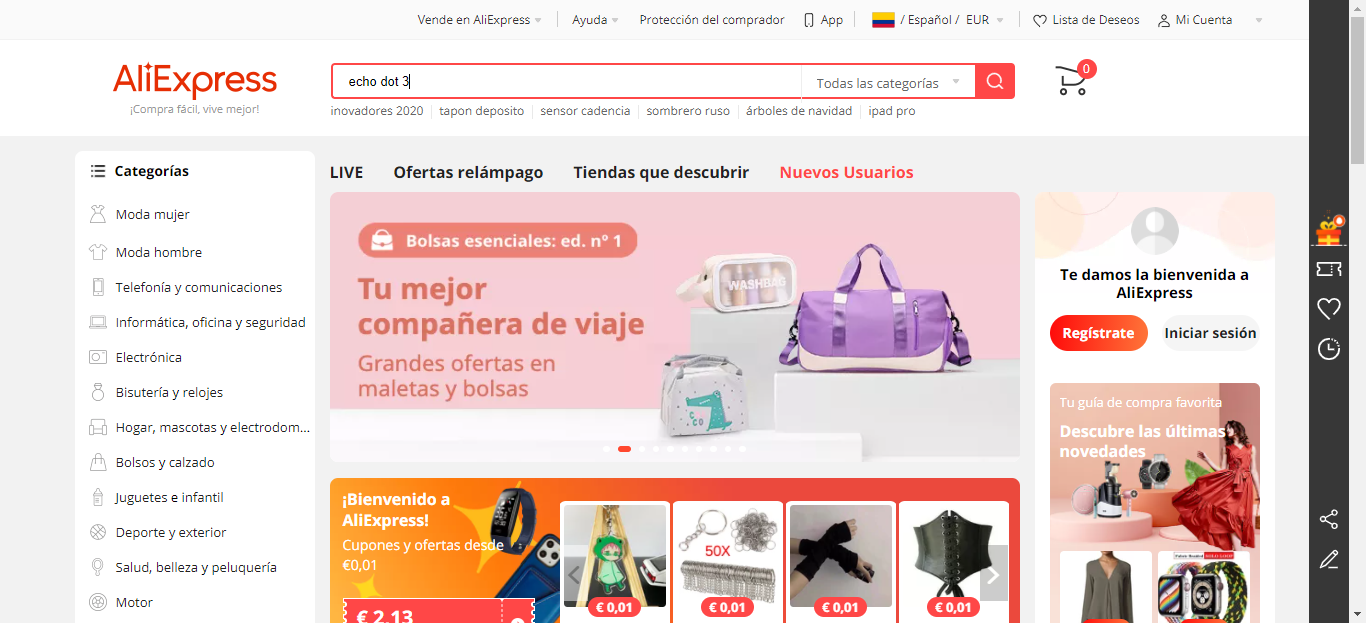 Vende en AliExpress
Ayuda
Protección del comprador
App
/ Español / EUR
Lista de Deseos
Mi Cuenta
AliExpress
¡Compra fácil, vive mejor!
echo dot 3
Todas las categorías
0
inovadores 2020
tapon deposito
sensor cadencia
sombrero ruso
árboles de navidad
ipad pro
Categorías
Moda mujer
Moda hombre
Telefonía y comunicaciones
Informática, oficina y seguridad
Electrónica
Bisutería y relojes
Hogar, mascotas y electrodom...
Bolsos y calzado
Juguetes e infantil
Deporte y exterior
Salud, belleza y peluquería
Motor
LIVE
Ofertas relámpago
Tiendas que descubrir
Nuevos Usuarios
Bolsas esenciales: ed. nº 1
Tu mejor
compañera de viaje
Grandes ofertas en
maletas y bolsas
WASHBAG
¡Bienvenido a
AliExpress!
Cupones y ofertas desde
€0,01
€ 2,13
50X
€ 0,01
€ 0,01
€ 0,01
€ 0,01
Te damos la bienvenida a
AliExpress
Regístrate
Iniciar sesión
Tu guía de compra favorita
Descubre las últimas
novedades